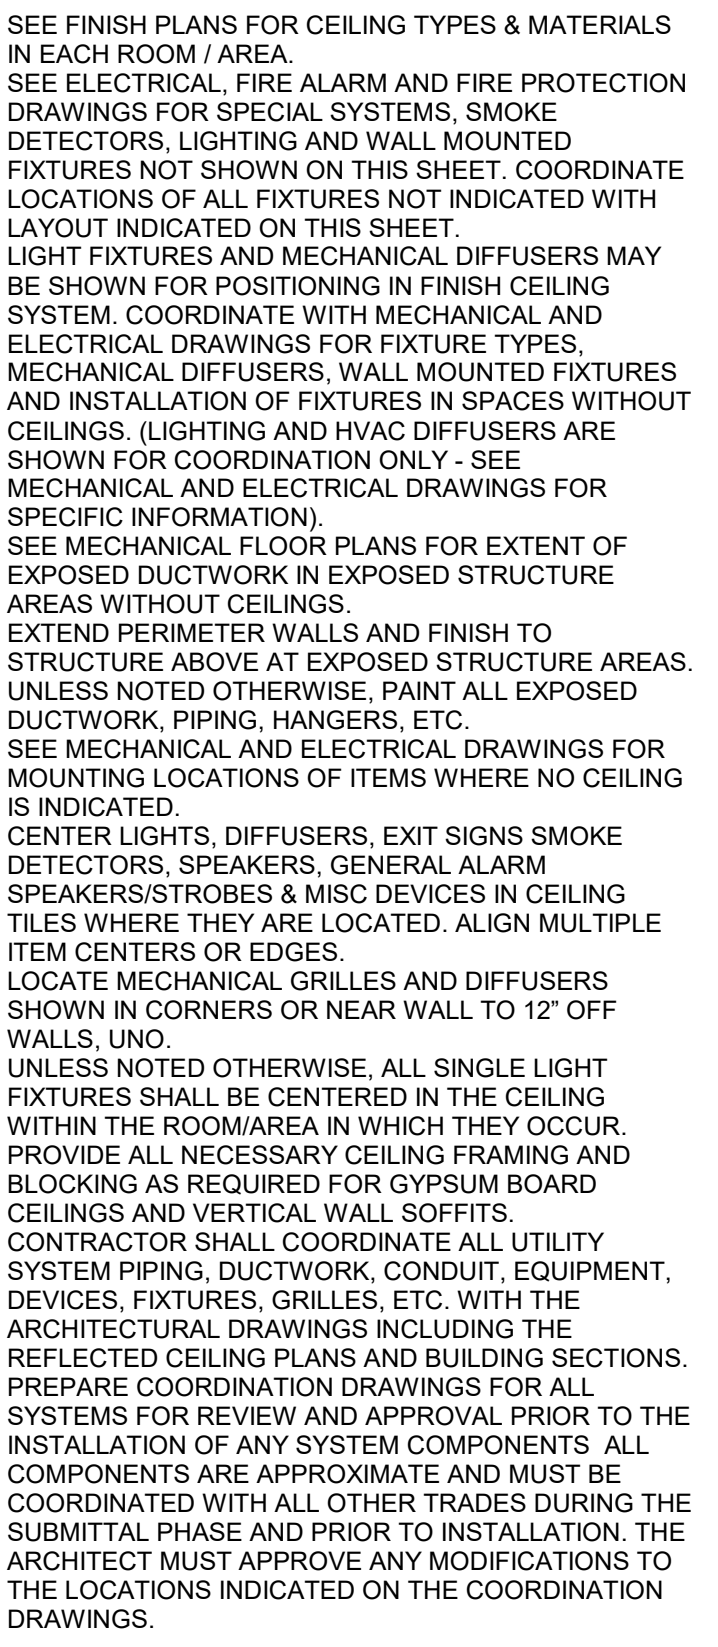 SEE FINISH PLANS FOR CEILING TYPES & MATERIALS
IN EACH ROOM / AREA.
SEE ELECTRICAL, FIRE ALARM AND FIRE PROTECTION
DRAWINGS FOR SPECIAL SYSTEMS, SMOKE
DETECTORS, LIGHTING AND WALL MOUNTED
FIXTURES NOT SHOWN ON THIS SHEET. COORDINATE
LOCATIONS OF ALL FIXTURES NOT INDICATED WITH
LAYOUT INDICATED ON THIS SHEET.
LIGHT FIXTURES AND MECHANICAL DIFFUSERS MAY
BE SHOWN FOR POSITIONING IN FINISH CEILING
SYSTEM. COORDINATE WITH MECHANICAL AND
ELECTRICAL DRAWINGS FOR FIXTURE TYPES,
MECHANICAL DIFFUSERS, WALL MOUNTED FIXTURES
AND INSTALLATION OF FIXTURES IN SPACES WITHOUT
CEILINGS. (LIGHTING AND HVAC DIFFUSERS ARE
SHOWN FOR COORDINATION ONLY - SEE
MECHANICAL AND ELECTRICAL DRAWINGS FOR
SPECIFIC INFORMATION).
SEE MECHANICAL FLOOR PLANS FOR EXTENT OF
EXPOSED DUCTWORK IN EXPOSED STRUCTURE
AREAS WITHOUT CEILINGS.
EXTEND PERIMETER WALLS AND FINISH TO
STRUCTURE ABOVE AT EXPOSED STRUCTURE AREAS.
UNLESS NOTED OTHERWISE, PAINT ALL EXPOSED
DUCTWORK, PIPING, HANGERS, ETC.
SEE MECHANICAL AND ELECTRICAL DRAWINGS FOR
MOUNTING LOCATIONS OF ITEMS WHERE NO CEILING
IS INDICATED.
CENTER LIGHTS, DIFFUSERS, EXIT SIGNS SMOKE
DETECTORS, SPEAKERS, GENERAL ALARM
SPEAKERS/STROBES & MISC DEVICES IN CEILING
TILES WHERE THEY ARE LOCATED. ALIGN MULTIPLE
ITEM CENTERS OR EDGES.
LOCATE MECHANICAL GRILLES AND DIFFUSERS
SHOWN IN CORNERS OR NEAR WALL TO 12” OFF
WALLS, UNO.
UNLESS NOTED OTHERWISE, ALL SINGLE LIGHT
FIXTURES SHALL BE CENTERED IN THE CEILING
WITHIN THE ROOM/AREA IN WHICH THEY OCCUR.
PROVIDE ALL NECESSARY CEILING FRAMING AND
BLOCKING AS REQUIRED FOR GYPSUM BOARD
CEILINGS AND VERTICAL WALL SOFFITS.
CONTRACTOR SHALL COORDINATE ALL UTILITY
SYSTEM PIPING, DUCTWORK, CONDUIT, EQUIPMENT,
DEVICES, FIXTURES, GRILLES, ETC. WITH THE
ARCHITECTURAL DRAWINGS INCLUDING THE
REFLECTED CEILING PLANS AND BUILDING SECTIONS.
PREPARE COORDINATION DRAWINGS FOR ALL
SYSTEMS FOR REVIEW AND APPROVAL PRIOR TO THE
INSTALLATION OF ANY SYSTEM COMPONENTS  ALL
COMPONENTS ARE APPROXIMATE AND MUST BE
COORDINATED WITH ALL OTHER TRADES DURING THE
SUBMITTAL PHASE AND PRIOR TO INSTALLATION. THE
ARCHITECT MUST APPROVE ANY MODIFICATIONS TO
THE LOCATIONS INDICATED ON THE COORDINATION
DRAWINGS.